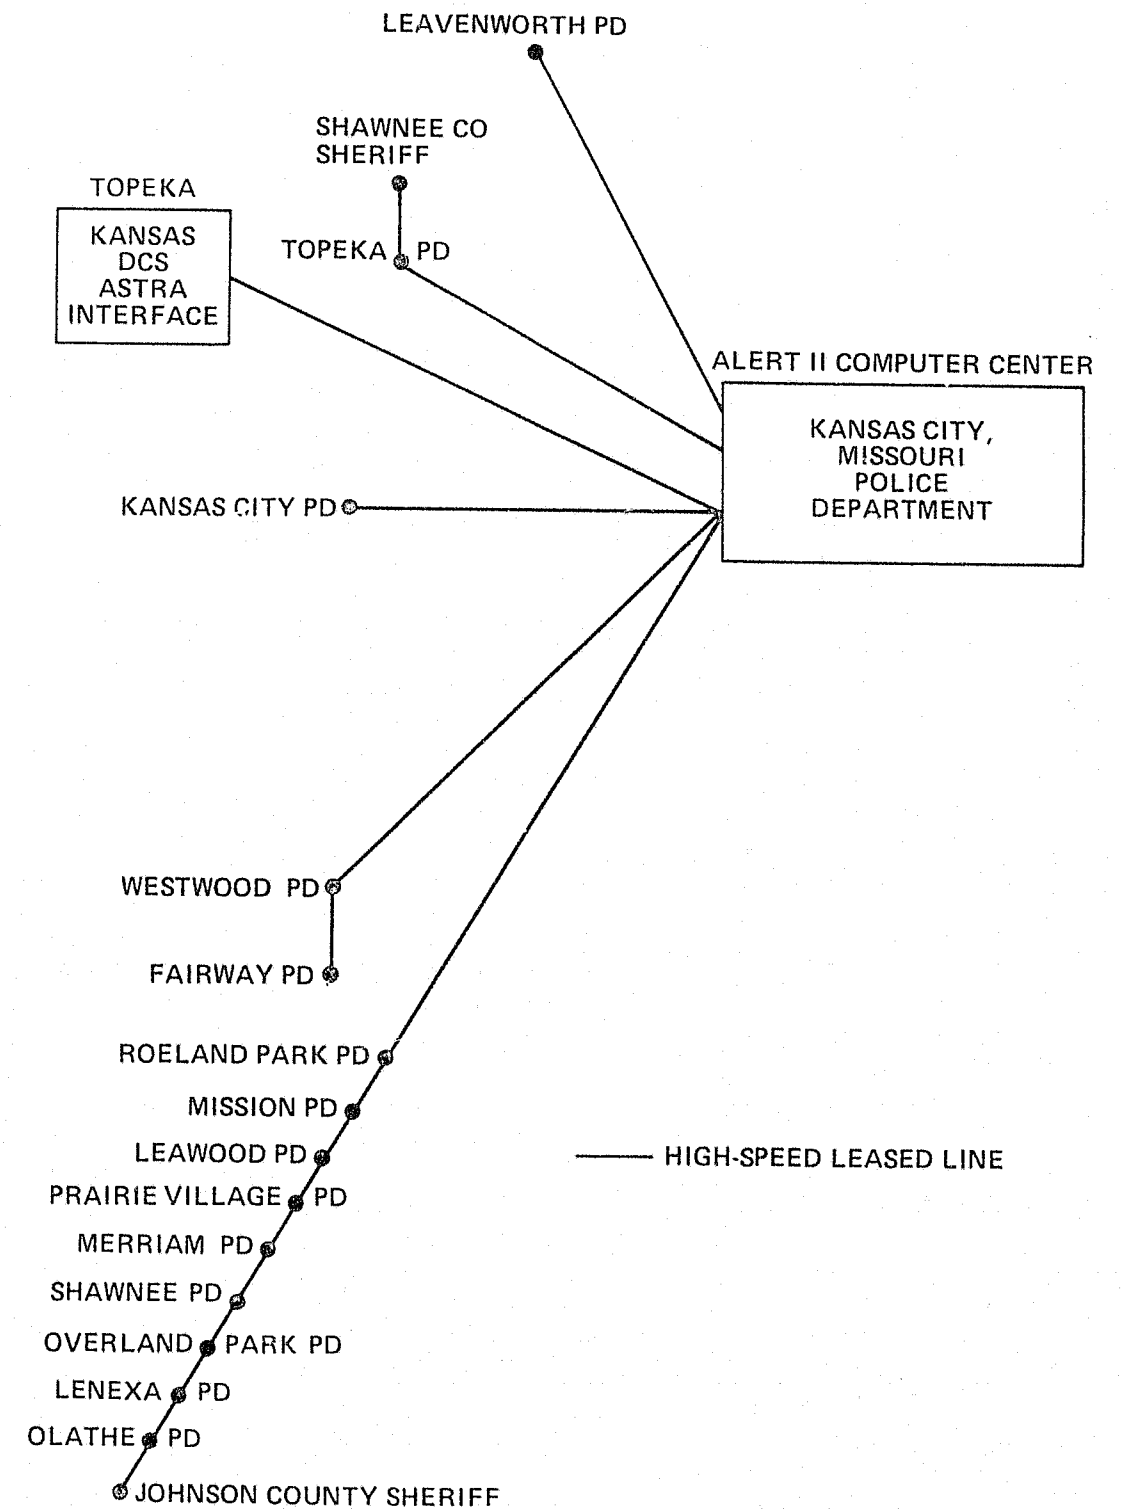 LEAVENWORTH PD
SHAWNEE CO
SHERIFF
TOPEKA
KANSAS
DCS
ASTRA
INTERFACE
TOPEKA PD
ALERT II COMPUTER CENTER
KANSAS CITY,
MISSOURI
POLICE
DEPARTMENT
KANSAS CITY PD
WESTWOOD PD
FAIRWAY PD
ROELAND PARK PD
MISSION PD
LEAWOOD PD
HIGH-SPEED LEASED LINE
PRAIRIE VILLAGE PD
MERRIAM PD
SHAWNEE PD
OVERLAND PARK PD
LENEXA PD
OLATHE PD
JOHNSON COUNTY SHERIFF